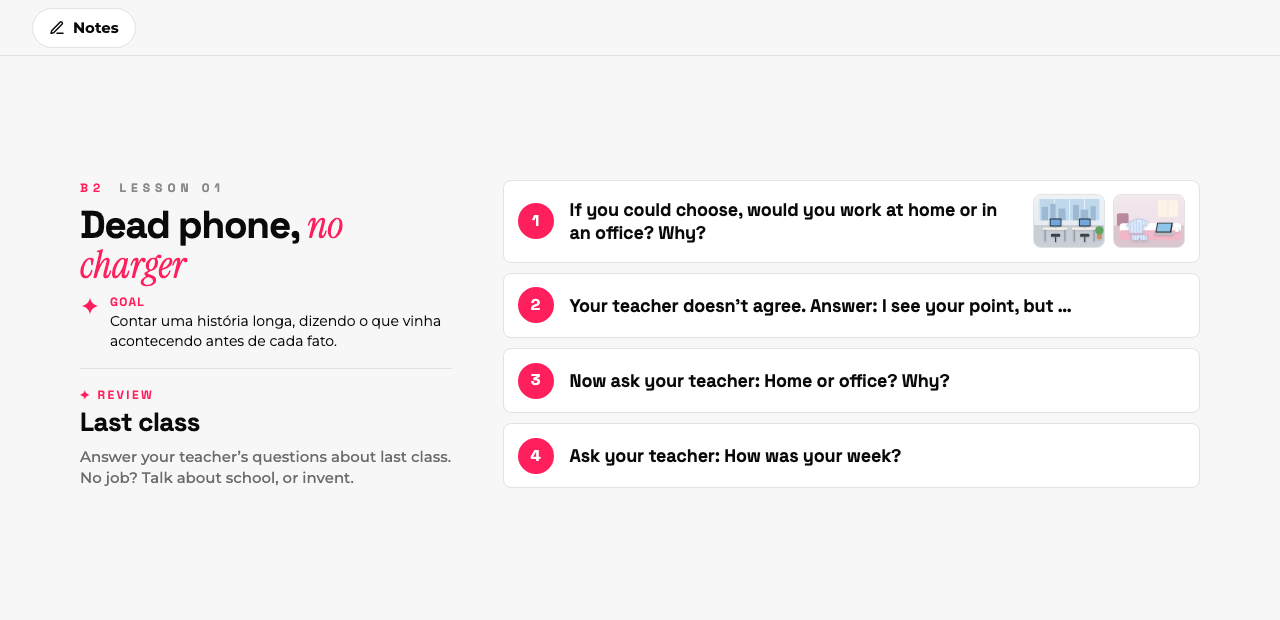 Notes
B2 LESSON 01
Dead phone, no
charger
GOAL
Contar uma história longa, dizendo o que vinha
acontecendo antes de cada fato.
REVIEW
Last class
Answer your teacher’s questions about last class.
No job? Talk about school, or invent.
1
If you could choose, would you work at home or in
an office? Why?
2
Your teacher doesn’t agree. Answer: I see your point, but ...
3
Now ask your teacher: Home or office? Why?
4
Ask your teacher: How was your week?